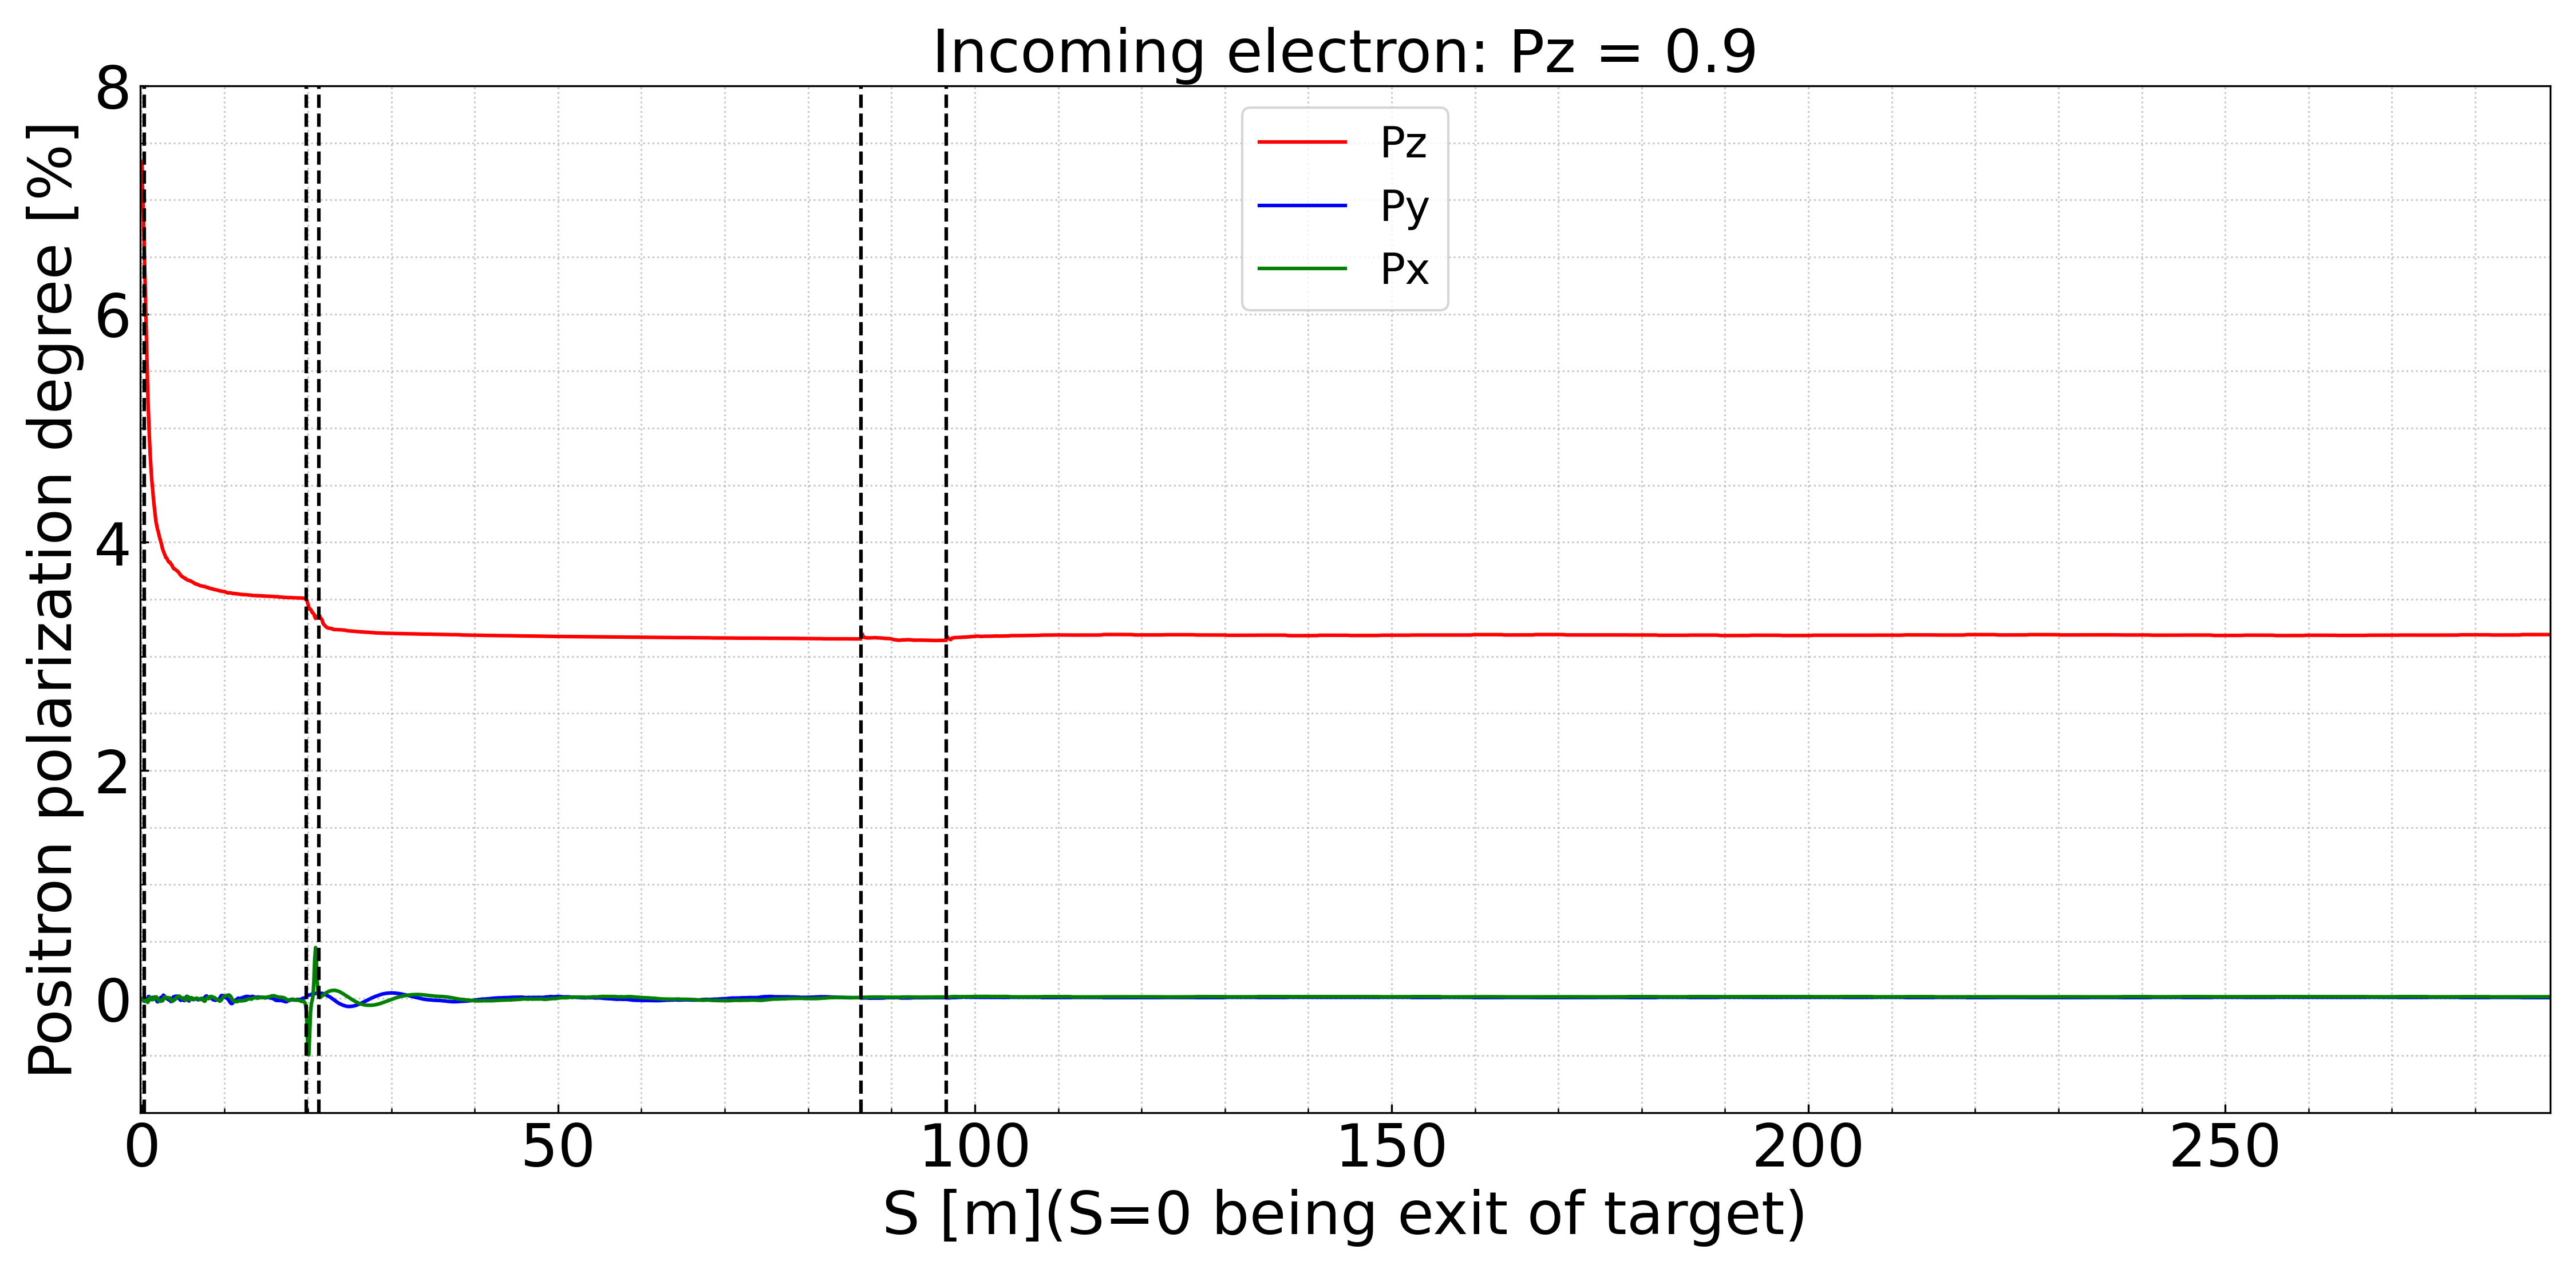 Incoming electron: Pz = 0.9
Positron polarization degree [%]
8
6
4
2
0
Pz
Py
Px
0 50 100 150 200 250
S [m](S=0 being exit of target)